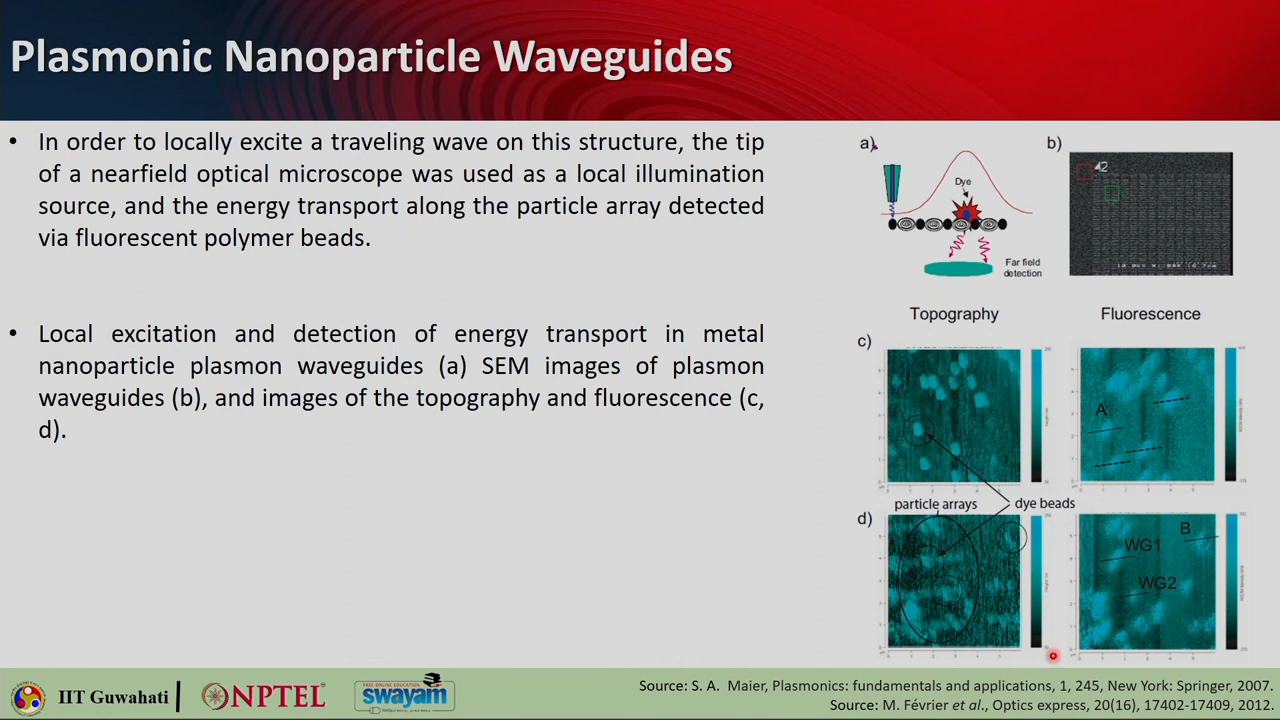 Plasmonic Nanoparticle Waveguides
• In order to locally excite a traveling wave on this structure, the tip
of a nearfield optical microscope was used as a local illumination
source, and the energy transport along the particle array detected
via fluorescent polymer beads.
• Local excitation and detection of energy transport in metal
nanoparticle plasmon waveguides (a) SEM images of plasmon
waveguides (b), and images of the topography and fluorescence (c,
d).
a)
Dye
Far field
detection
b)
Topography
Fluorescence
c)
A
particle arrays
dye beads
d)
WG1
B
WG2
IIT Guwahati
NPTEL
FREE ONLINE EDUCATION
swayam
Source: S. A. Maier, Plasmonics: fundamentals and applications, 1, 245, New York: Springer, 2007.
Source: M. Février et al., Optics express, 20(16), 17402-17409, 2012.